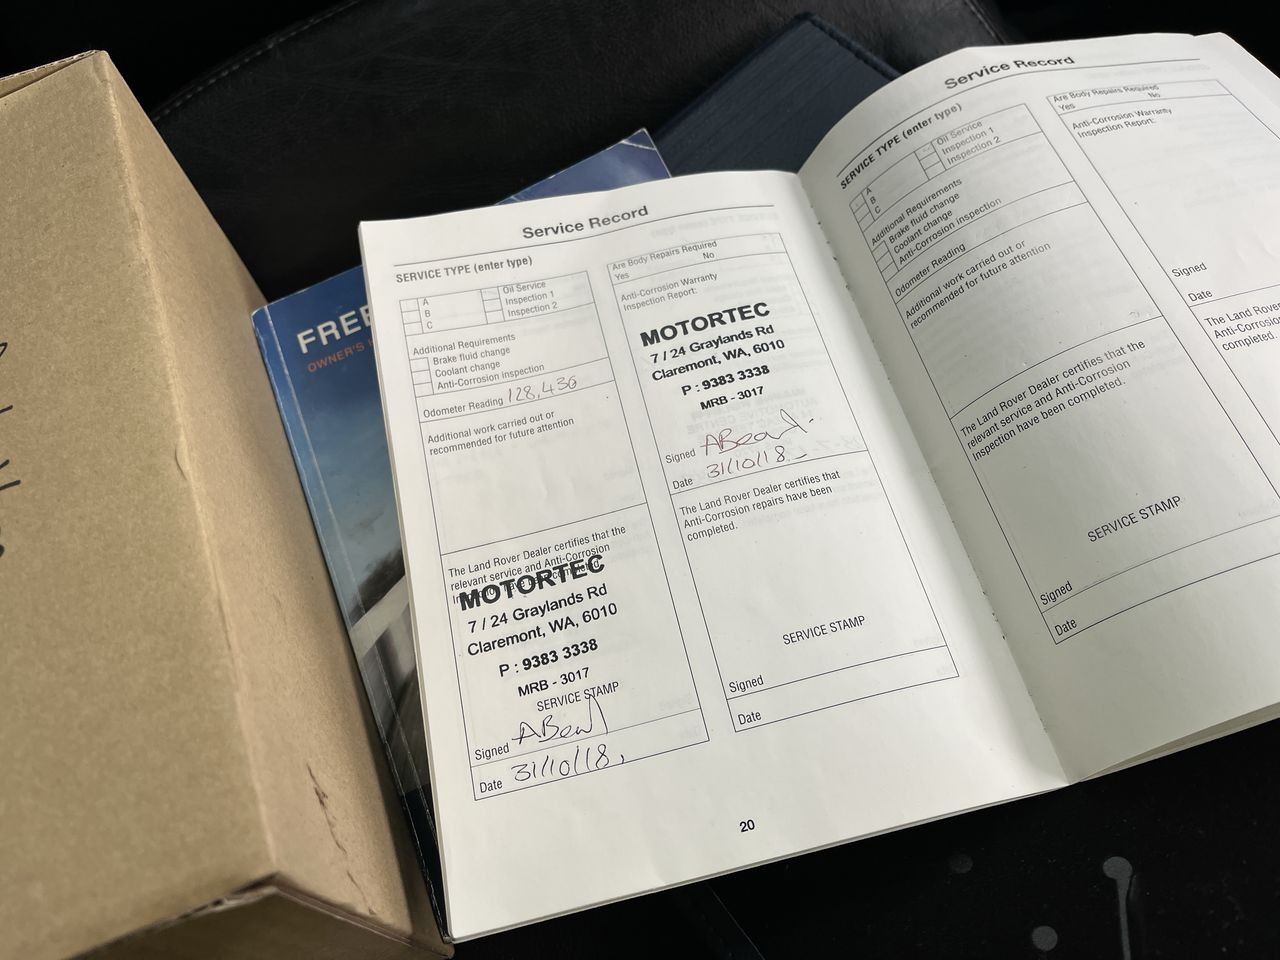 FREE
OWNER'S
Service Record
SERVICE TYPE (enter type)
A
B
C
Oil Service
Inspection 1
Inspection 2
Additional Requirements
Brake fluid change
Coolant change
Anti-Corrosion inspection
Odometer Reading 128,436
Additional work carried out or
recommended for future attention
The Land Rover Dealer certifies that the
relevant service and Anti-Corrosion
MOTORTEC
7 / 24 Graylands Rd
Claremont, WA, 6010
P : 9383 3338
MRB - 3017
SERVICE STAMP
Signed ABeard
Date 31/10/18.
Are Body Repairs Required
Yes No
Anti-Corrosion Warranty
Inspection Report:
MOTORTEC
7 / 24 Graylands Rd
Claremont, WA, 6010
P : 9383 3338
MRB - 3017
Signed ABeard
Date 31/10/18
The Land Rover Dealer certifies that
Anti-Corrosion repairs have been
completed.
SERVICE STAMP
Signed
Date
20
Service Record
SERVICE TYPE (enter type)
A
B
C
Oil Service
Inspection 1
Inspection 2
Additional Requirements
Brake fluid change
Coolant change
Anti-Corrosion inspection
Odometer Reading
Additional work carried out or
recommended for future attention
The Land Rover Dealer certifies that the
relevant service and Anti-Corrosion
Inspection have been completed.
SERVICE STAMP
Signed
Date
Are Body Repairs Required
Yes No
Anti-Corrosion Warranty
Inspection Report:
Signed
Date
The Land Rover
Anti-Corrosion
completed.